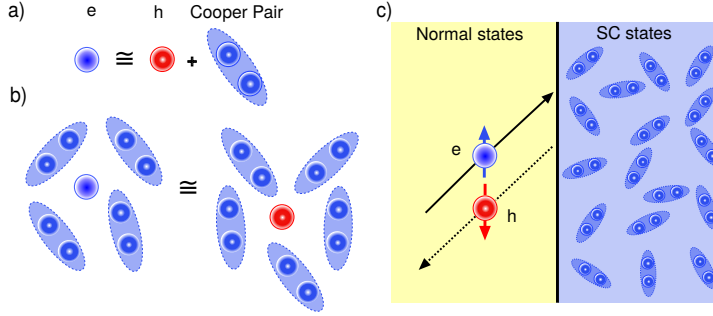 a)
e
h
Cooper Pair
≅
+
b)
≅
c)
Normal states
SC states
e
h